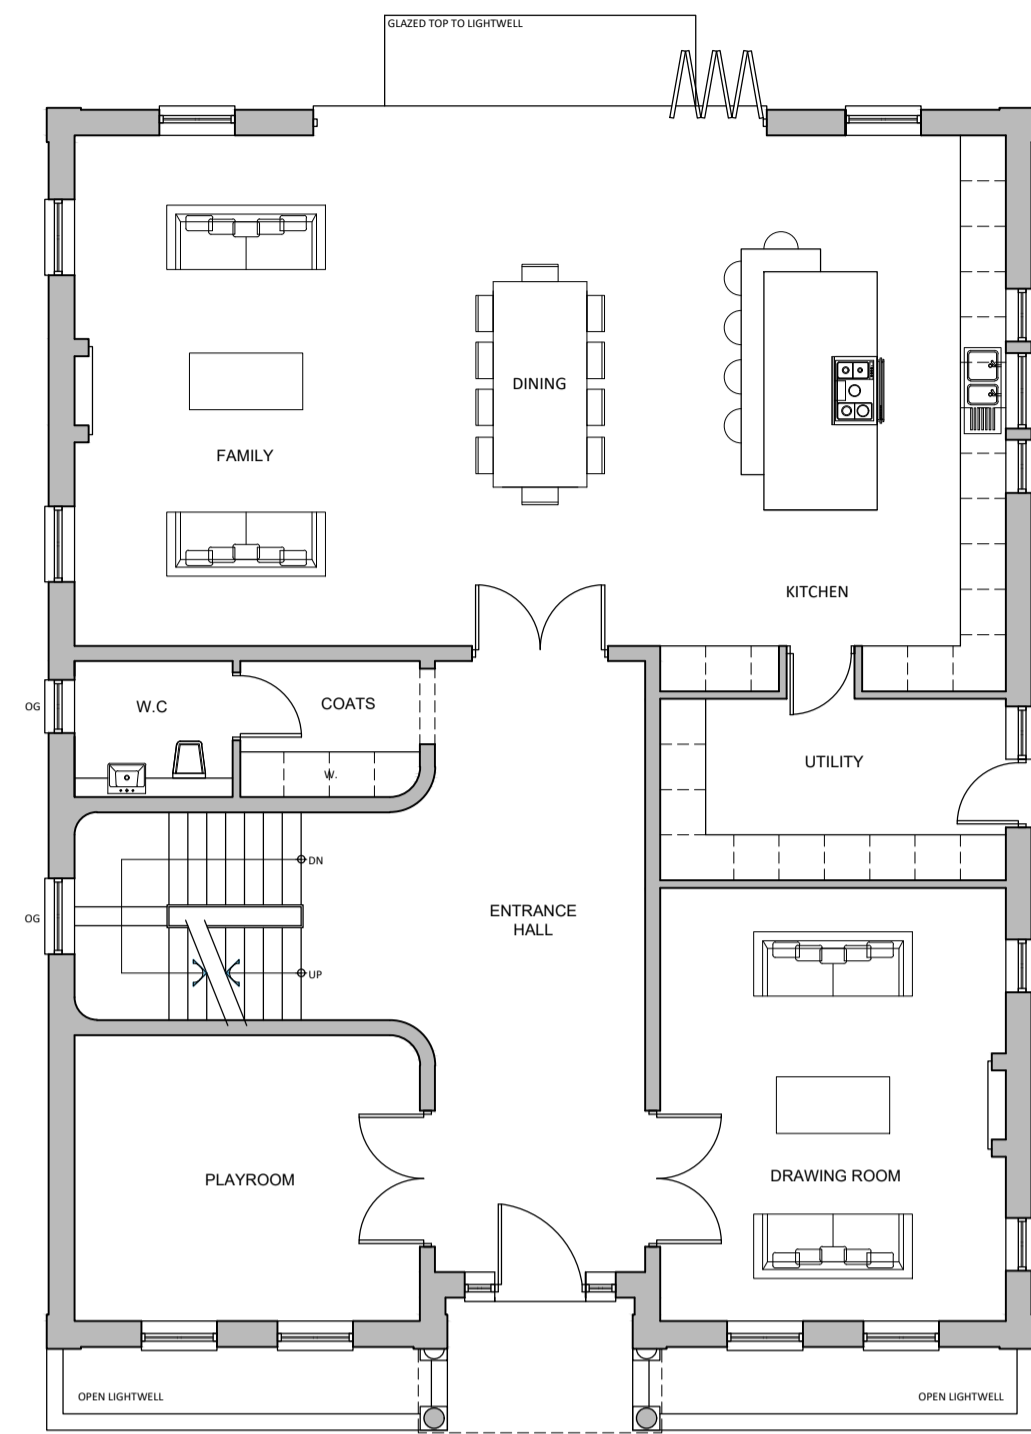 GLAZED TOP TO LIGHTWELL
DINING
FAMILY
KITCHEN
OG
W.C
COATS
W.
UTILITY
DN
OG
ENTRANCE
HALL
UP
PLAYROOM
DRAWING ROOM
OPEN LIGHTWELL
OPEN LIGHTWELL